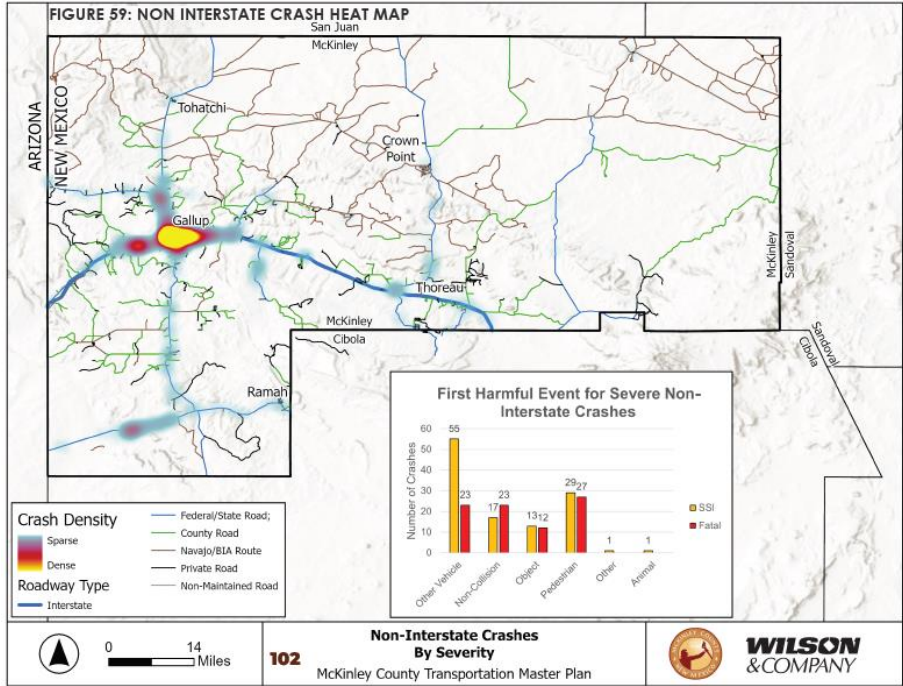 FIGURE 59: NON INTERSTATE CRASH HEAT MAP
San Juan
McKinley
ARIZONA
NEW MEXICO
Tohatchi
Crown
Point
Gallup
Thoreau
McKinley
Sandoval
McKinley
Cibola
Sandoval
Cibola
Ramah
First Harmful Event for Severe Non-
Interstate Crashes
Number of Crashes
60
50
40
30
20
10
0
55
23
17
23
13
12
29
27
1
1
Other Vehicle
Non-Collision
Object
Pedestrian
Other
Animal
SSI
Fatal
Crash Density
Sparse
Dense
Roadway Type
Interstate
Federal/State Road;
County Road
Navajo/BIA Route
Private Road
Non-Maintained Road
0 14
Miles
102
Non-Interstate Crashes
By Severity
McKinley County Transportation Master Plan
MCKINLEY COUNTY
NEW MEXICO
WILSON
&COMPANY